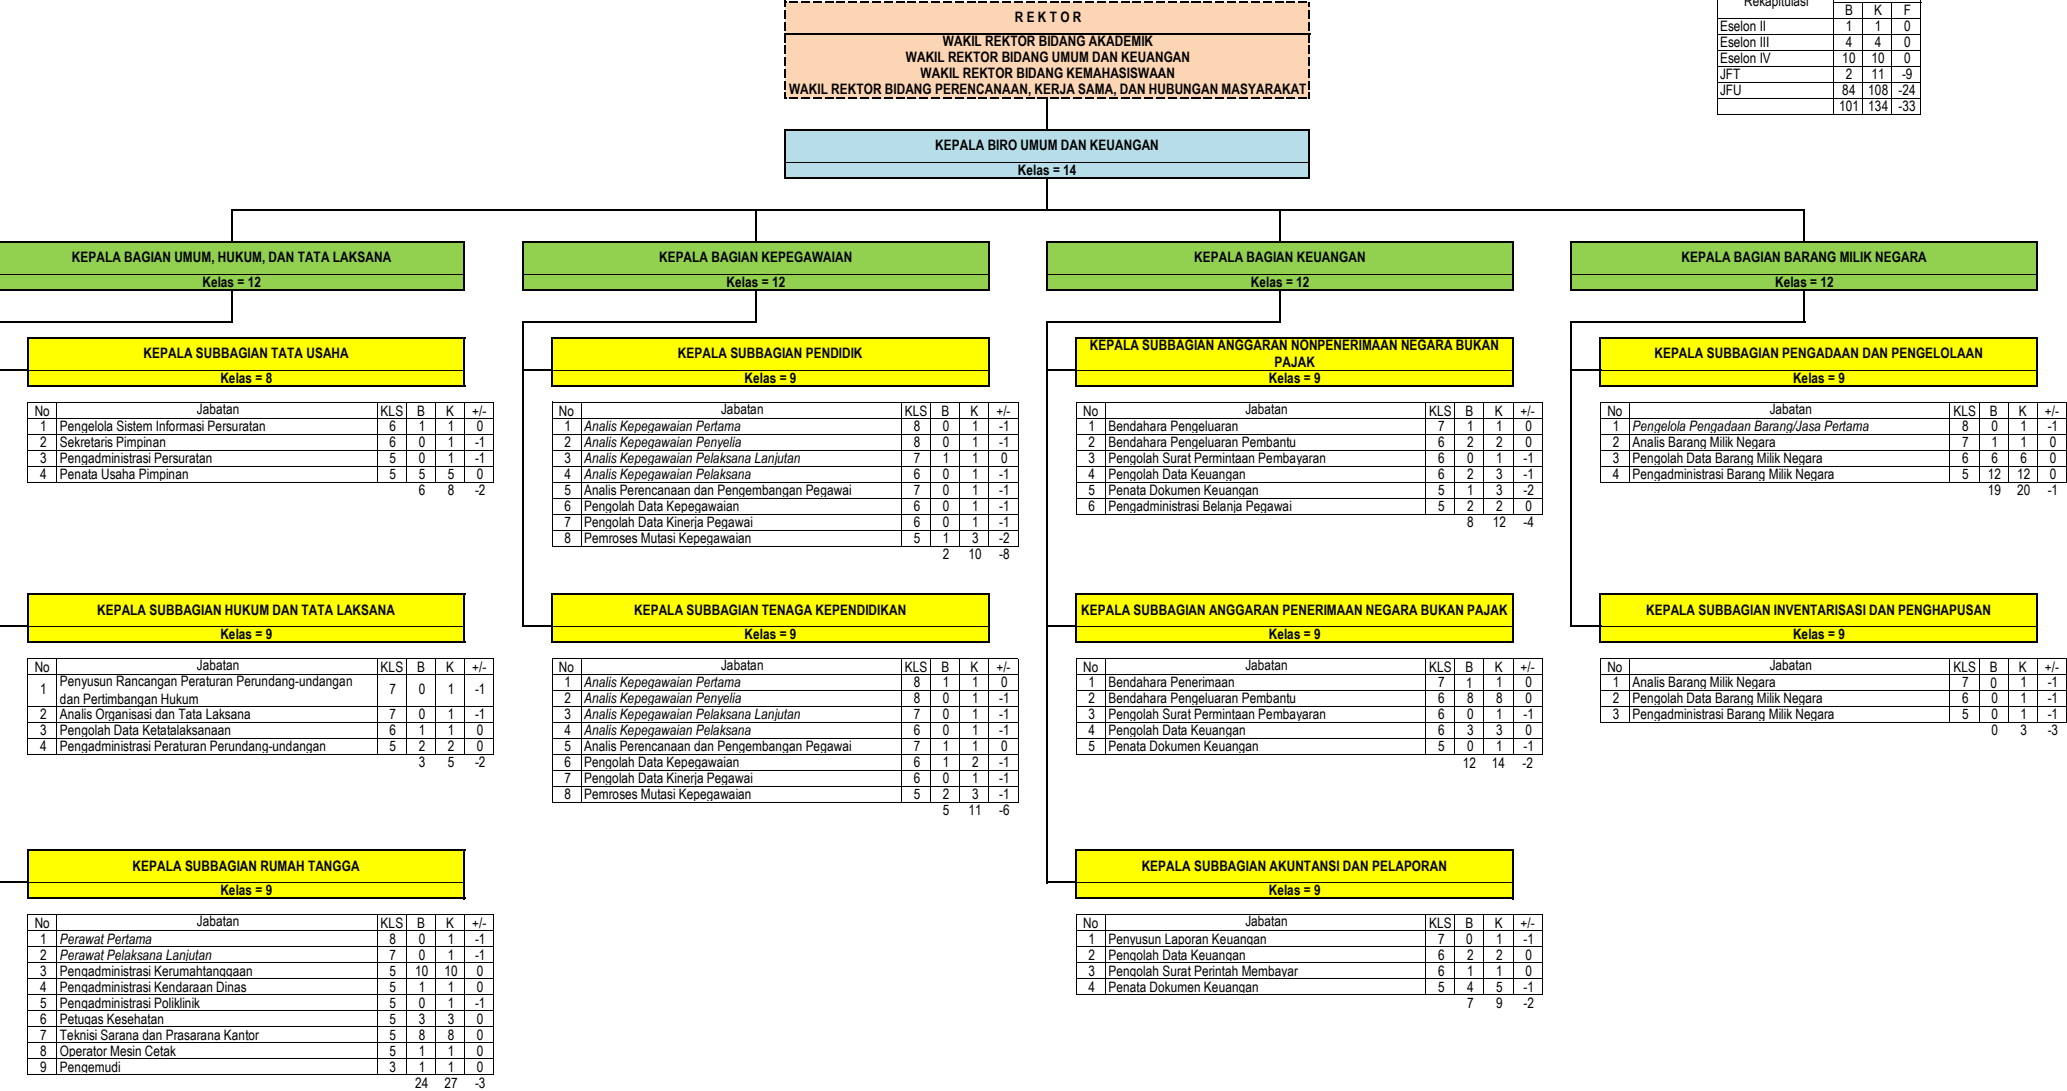 R E K T O R
WAKIL REKTOR BIDANG AKADEMIK
WAKIL REKTOR BIDANG UMUM DAN KEUANGAN
WAKIL REKTOR BIDANG KEMAHASISWAAN
WAKIL REKTOR BIDANG PERENCANAAN, KERJA SAMA, DAN HUBUNGAN MASYARAKAT
Rekapitulasi
B K F
Eselon II 1 1 0
Eselon III 4 4 0
Eselon IV 10 10 0
JFT 2 11 -9
JFU 84 108 -24
101 134 -33
KEPALA BIRO UMUM DAN KEUANGAN
Kelas = 14
KEPALA BAGIAN UMUM, HUKUM, DAN TATA LAKSANA
Kelas = 12
KEPALA SUBBAGIAN TATA USAHA
Kelas = 8
No Jabatan KLS B K +/-
1 Pengelola Sistem Informasi Persuratan 6 1 1 0
2 Sekretaris Pimpinan 6 0 1 -1
3 Pengadministrasi Persuratan 5 0 1 -1
4 Penata Usaha Pimpinan 5 5 5 0
6 8 -2
KEPALA SUBBAGIAN HUKUM DAN TATA LAKSANA
Kelas = 9
No Jabatan KLS B K +/-
1 Penyusun Rancangan Peraturan Perundang-undangan
dan Pertimbangan Hukum 7 0 1 -1
2 Analis Organisasi dan Tata Laksana 7 0 1 -1
3 Pengolah Data Ketatalaksanaan 6 1 1 0
4 Pengadministrasi Peraturan Perundang-undangan 5 2 2 0
3 5 -2
KEPALA SUBBAGIAN RUMAH TANGGA
Kelas = 9
No Jabatan KLS B K +/-
1 Perawat Pertama 8 0 1 -1
2 Perawat Pelaksana Lanjutan 7 0 1 -1
3 Pengadministrasi Kerumahtanggaan 5 10 10 0
4 Pengadministrasi Kendaraan Dinas 5 1 1 0
5 Pengadministrasi Poliklinik 5 0 1 -1
6 Petugas Kesehatan 5 3 3 0
7 Teknisi Sarana dan Prasarana Kantor 5 8 8 0
8 Operator Mesin Cetak 5 1 1 0
9 Pengemudi 3 1 1 0
24 27 -3
KEPALA BAGIAN KEPEGAWAIAN
Kelas = 12
KEPALA SUBBAGIAN PENDIDIK
Kelas = 9
No Jabatan KLS B K +/-
1 Analis Kepegawaian Pertama 8 0 1 -1
2 Analis Kepegawaian Penyelia 8 0 1 -1
3 Analis Kepegawaian Pelaksana Lanjutan 7 1 1 0
4 Analis Kepegawaian Pelaksana 6 0 1 -1
5 Analis Perencanaan dan Pengembangan Pegawai 7 0 1 -1
6 Pengolah Data Kepegawaian 6 0 1 -1
7 Pengolah Data Kinerja Pegawai 6 0 1 -1
8 Pemroses Mutasi Kepegawaian 5 1 3 -2
2 10 -8
KEPALA SUBBAGIAN TENAGA KEPENDIDIKAN
Kelas = 9
No Jabatan KLS B K +/-
1 Analis Kepegawaian Pertama 8 1 1 0
2 Analis Kepegawaian Penyelia 8 0 1 -1
3 Analis Kepegawaian Pelaksana Lanjutan 7 0 1 -1
4 Analis Kepegawaian Pelaksana 6 0 1 -1
5 Analis Perencanaan dan Pengembangan Pegawai 7 1 1 0
6 Pengolah Data Kepegawaian 6 1 2 -1
7 Pengolah Data Kinerja Pegawai 6 0 1 -1
8 Pemroses Mutasi Kepegawaian 5 2 3 -1
5 11 -6
KEPALA BAGIAN KEUANGAN
Kelas = 12
KEPALA SUBBAGIAN ANGGARAN NONPENERIMAAN NEGARA BUKAN
PAJAK
Kelas = 9
No Jabatan KLS B K +/-
1 Bendahara Pengeluaran 7 1 1 0
2 Bendahara Pengeluaran Pembantu 6 2 2 0
3 Pengolah Surat Permintaan Pembayaran 6 0 1 -1
4 Pengolah Data Keuangan 6 2 3 -1
5 Penata Dokumen Keuangan 5 1 3 -2
6 Pengadministrasi Belanja Pegawai 5 2 2 0
8 12 -4
KEPALA SUBBAGIAN ANGGARAN PENERIMAAN NEGARA BUKAN PAJAK
Kelas = 9
No Jabatan KLS B K +/-
1 Bendahara Penerimaan 7 1 1 0
2 Bendahara Pengeluaran Pembantu 6 8 8 0
3 Pengolah Surat Permintaan Pembayaran 6 0 1 -1
4 Pengolah Data Keuangan 6 3 3 0
5 Penata Dokumen Keuangan 5 0 1 -1
12 14 -2
KEPALA SUBBAGIAN AKUNTANSI DAN PELAPORAN
Kelas = 9
No Jabatan KLS B K +/-
1 Penyusun Laporan Keuangan 7 0 1 -1
2 Pengolah Data Keuangan 6 2 2 0
3 Pengolah Surat Perintah Membayar 6 1 1 0
4 Penata Dokumen Keuangan 5 4 5 -1
7 9 -2
KEPALA BAGIAN BARANG MILIK NEGARA
Kelas = 12
KEPALA SUBBAGIAN PENGADAAN DAN PENGELOLAAN
Kelas = 9
No Jabatan KLS B K +/-
1 Pengelola Pengadaan Barang/Jasa Pertama 8 0 1 -1
2 Analis Barang Milik Negara 7 1 1 0
3 Pengolah Data Barang Milik Negara 6 6 6 0
4 Pengadministrasi Barang Milik Negara 5 12 12 0
19 20 -1
KEPALA SUBBAGIAN INVENTARISASI DAN PENGHAPUSAN
Kelas = 9
No Jabatan KLS B K +/-
1 Analis Barang Milik Negara 7 0 1 -1
2 Pengolah Data Barang Milik Negara 6 0 1 -1
3 Pengadministrasi Barang Milik Negara 5 0 1 -1
0 3 -3